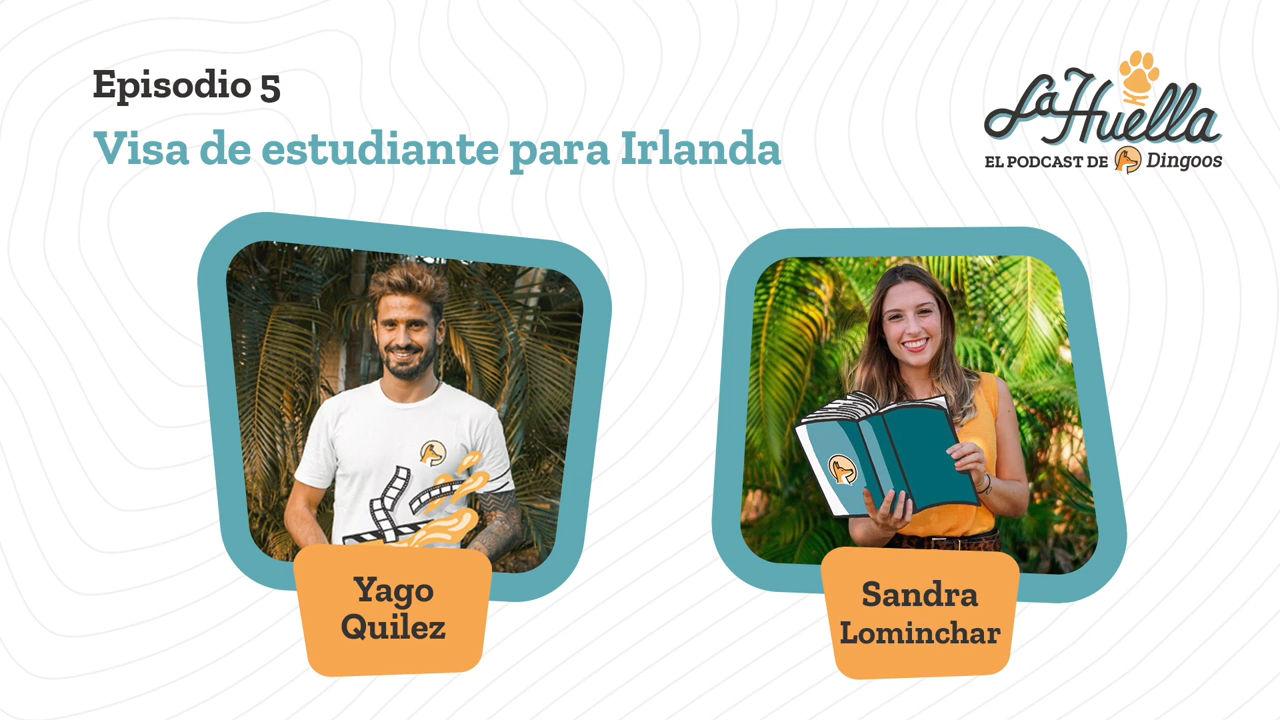 Episodio 5
Visa de estudiante para Irlanda
La Huella
EL PODCAST DE Dingoos
Yago
Quilez
Sandra
Lominchar